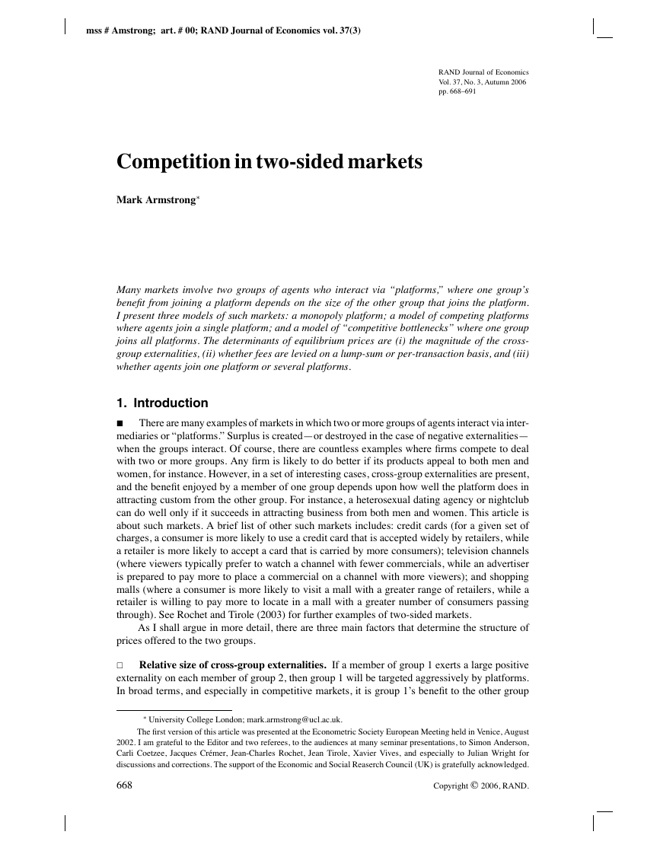 mss # Amstrong; art. # 00; RAND Journal of Economics vol. 37(3)
RAND Journal of Economics
Vol. 37, No. 3, Autumn 2006
pp. 668–691
Competition in two-sided markets
Mark Armstrong*
Many markets involve two groups of agents who interact via “platforms,” where one group’s
benefit from joining a platform depends on the size of the other group that joins the platform.
I present three models of such markets: a monopoly platform; a model of competing platforms
where agents join a single platform; and a model of “competitive bottlenecks” where one group
joins all platforms. The determinants of equilibrium prices are (i) the magnitude of the cross-
group externalities, (ii) whether fees are levied on a lump-sum or per-transaction basis, and (iii)
whether agents join one platform or several platforms.
1. Introduction
■ There are many examples of markets in which two or more groups of agents interact via inter-
mediaries or “platforms.” Surplus is created—or destroyed in the case of negative externalities—
when the groups interact. Of course, there are countless examples where firms compete to deal
with two or more groups. Any firm is likely to do better if its products appeal to both men and
women, for instance. However, in a set of interesting cases, cross-group externalities are present,
and the benefit enjoyed by a member of one group depends upon how well the platform does in
attracting custom from the other group. For instance, a heterosexual dating agency or nightclub
can do well only if it succeeds in attracting business from both men and women. This article is
about such markets. A brief list of other such markets includes: credit cards (for a given set of
charges, a consumer is more likely to use a credit card that is accepted widely by retailers, while
a retailer is more likely to accept a card that is carried by more consumers); television channels
(where viewers typically prefer to watch a channel with fewer commercials, while an advertiser
is prepared to pay more to place a commercial on a channel with more viewers); and shopping
malls (where a consumer is more likely to visit a mall with a greater range of retailers, while a
retailer is willing to pay more to locate in a mall with a greater number of consumers passing
through). See Rochet and Tirole (2003) for further examples of two-sided markets.
As I shall argue in more detail, there are three main factors that determine the structure of
prices offered to the two groups.
□ Relative size of cross-group externalities. If a member of group 1 exerts a large positive
externality on each member of group 2, then group 1 will be targeted aggressively by platforms.
In broad terms, and especially in competitive markets, it is group 1’s benefit to the other group
* University College London; mark.armstrong@ucl.ac.uk.
The first version of this article was presented at the Econometric Society European Meeting held in Venice, August
2002. I am grateful to the Editor and two referees, to the audiences at many seminar presentations, to Simon Anderson,
Carli Coetzee, Jacques Crémer, Jean-Charles Rochet, Jean Tirole, Xavier Vives, and especially to Julian Wright for
discussions and corrections. The support of the Economic and Social Reaserch Council (UK) is gratefully acknowledged.
668
Copyright © 2006, RAND.